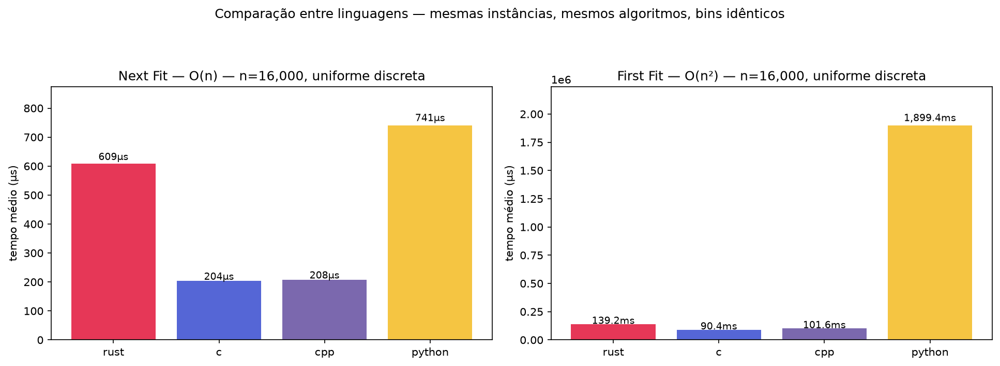 Comparação entre linguagens — mesmas instâncias, mesmos algoritmos, bins idênticos
Next Fit — O(n) — n=16,000, uniforme discreta
tempo médio (µs)
800
700
600
500
400
300
200
100
0
609µs
204µs
208µs
741µs
rust
c
cpp
python
First Fit — O(n²) — n=16,000, uniforme discreta
1e6
tempo médio (µs)
2.00
1.75
1.50
1.25
1.00
0.75
0.50
0.25
0.00
139.2ms
90.4ms
101.6ms
1,899.4ms
rust
c
cpp
python